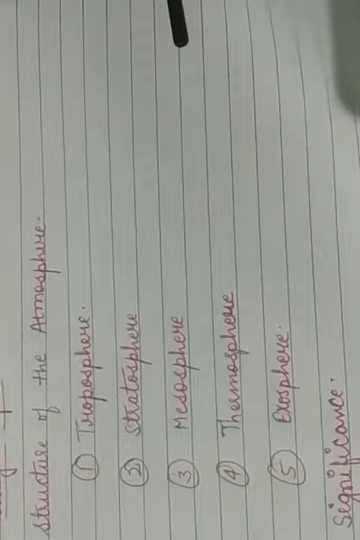 structure of the Atmosphere.
① Troposphere.
② stratosphere
③ Mesosphere
④ Thermosphere
⑤ Exosphere.
significance.